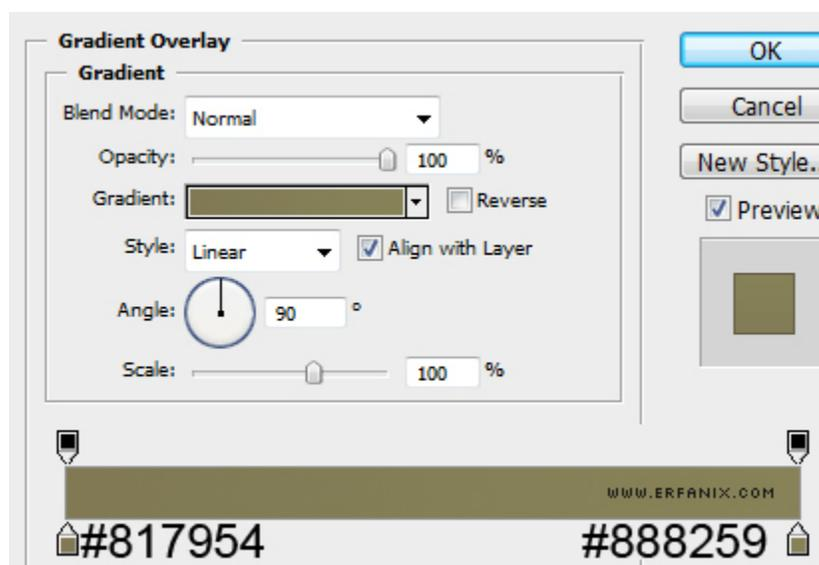 Gradient Overlay
Gradient
Blend Mode: Normal
Opacity: 100 %
Gradient: Reverse
Style: Linear Align with Layer
Angle: 90 °
Scale: 100 %
OK
Cancel
New Style..
Preview
WWW.ERFANIX.COM
#817954 #888259